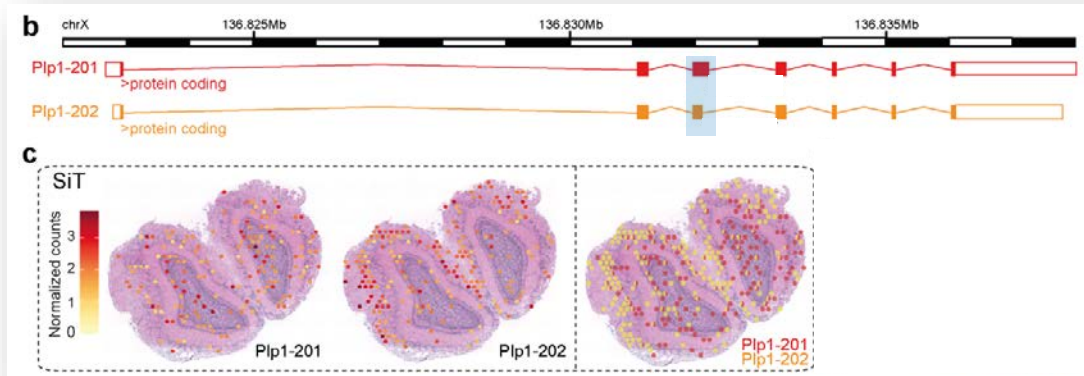 b
chrX 136.825Mb 136.830Mb 136.835Mb
Plp1-201
>protein coding
Plp1-202
>protein coding
c
SiT
Normalized counts
3
2
1
0
Plp1-201
Plp1-202
Plp1-201
Plp1-202